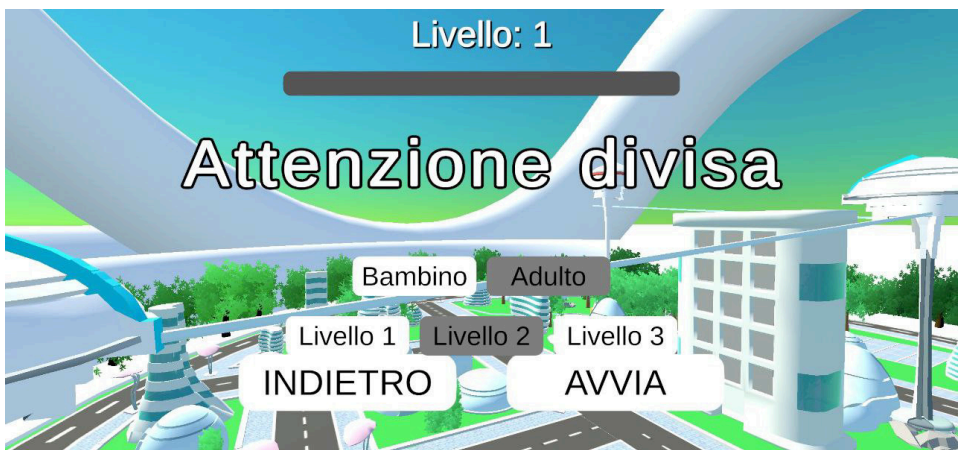 Livello: 1
Attenzione divisa
Bambino Adulto
Livello 1 Livello 2 Livello 3
INDIETRO AVVIA